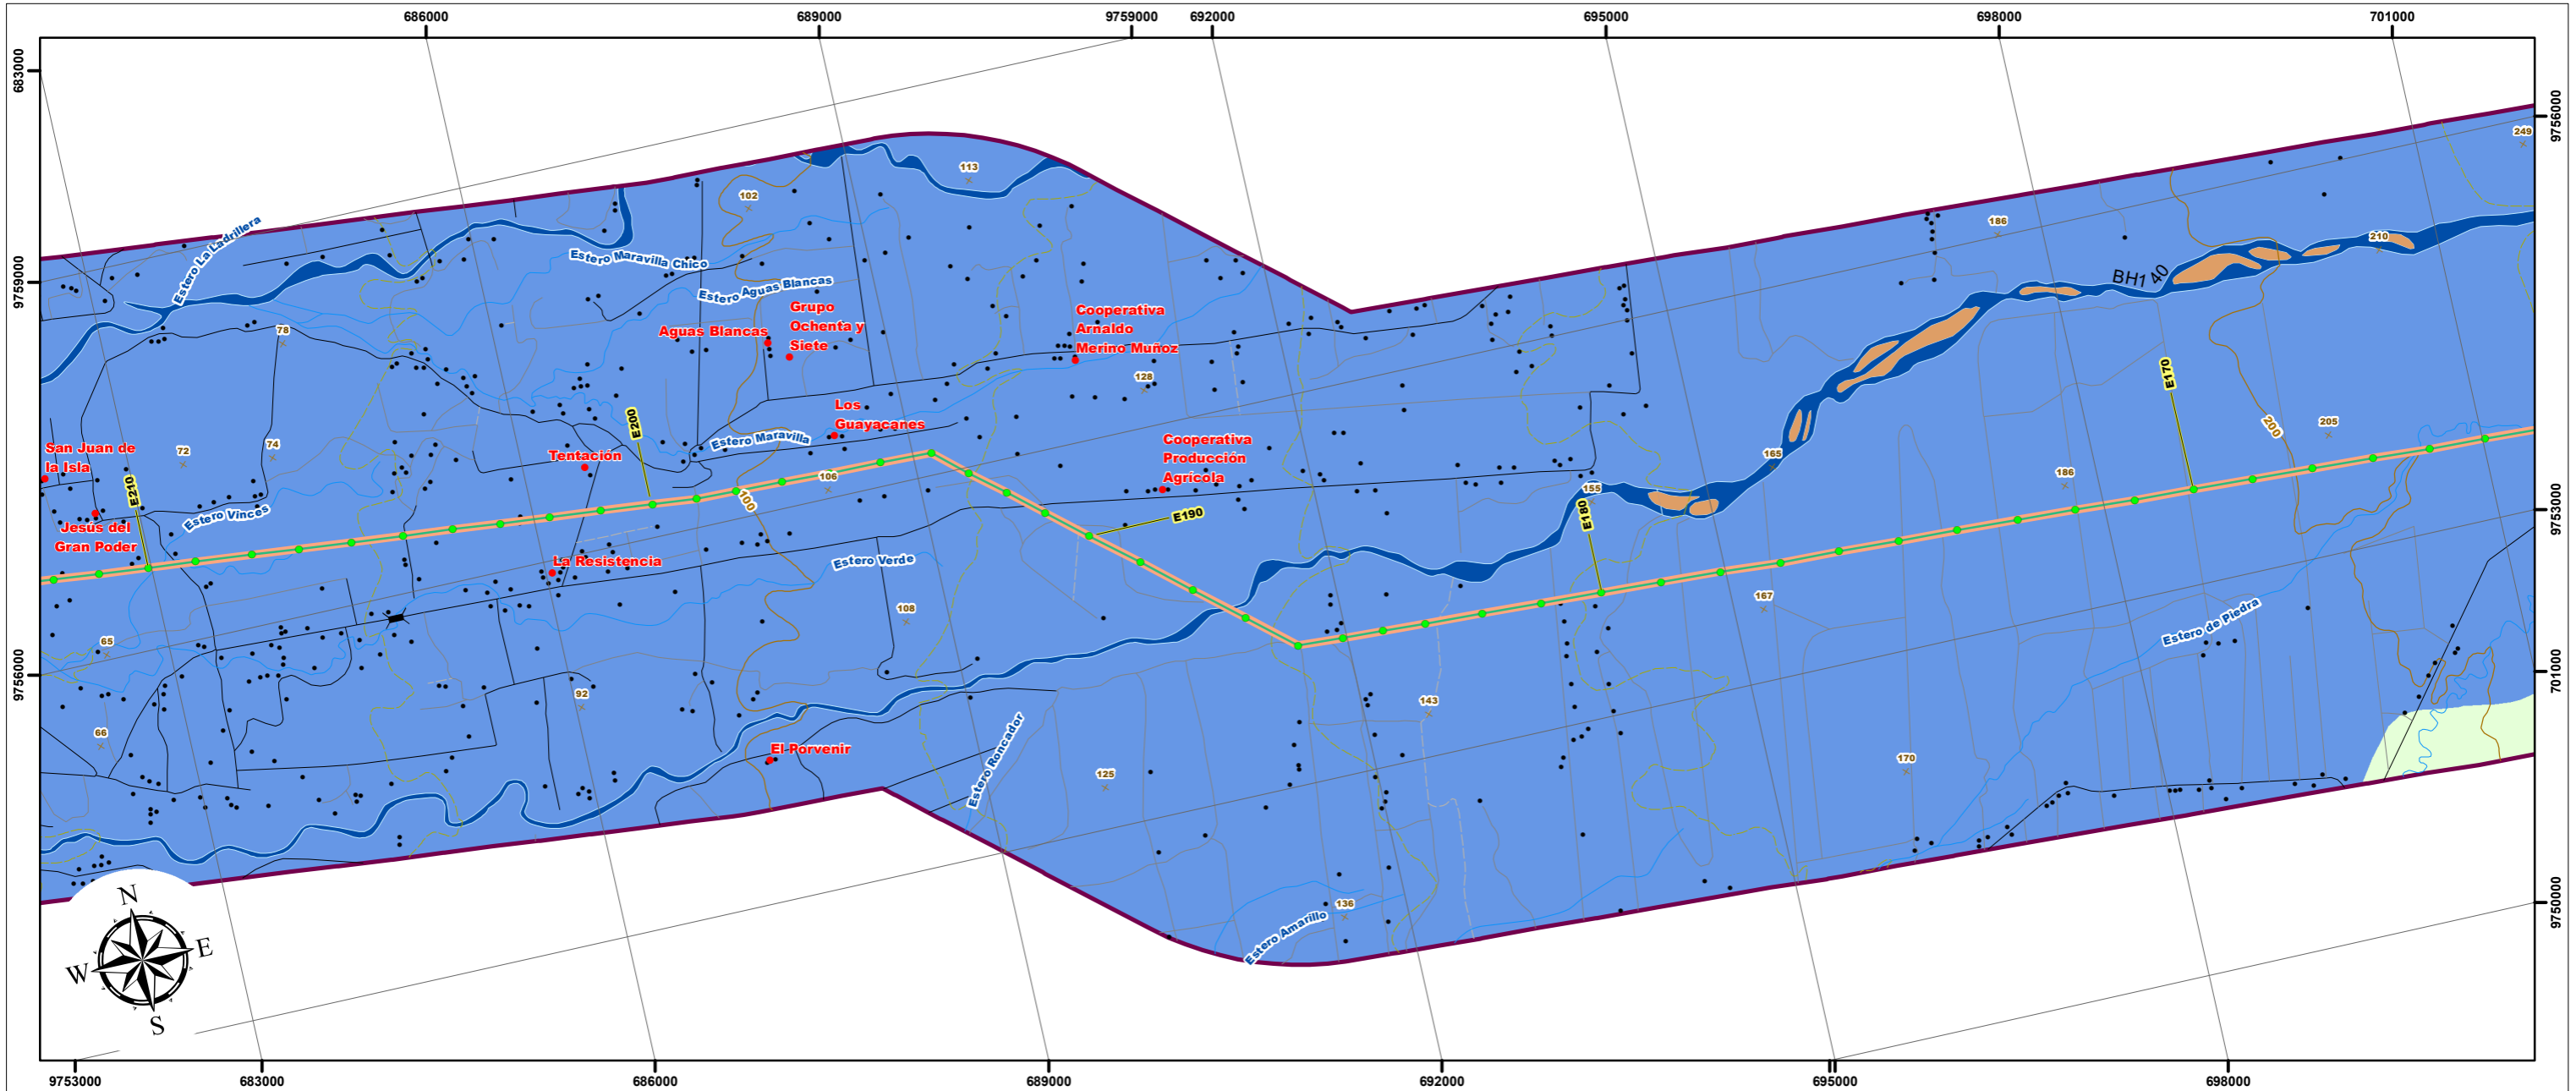 686000
689000
9759000
692000
695000
698000
701000
683000
9759000
9756000
9756000
9753000
701000
9750000
9753000
683000
686000
689000
692000
695000
698000
249
113
102
186
210
Estero La Ladrillera
Estero Maravilla Chico
BH140
Estero Aguas Blancas
Grupo
Ochenta y
Siete
Aguas Blancas
Cooperativa
Arnaldo
Merino Muñoz
78
128
E170
Los
Guayacanes
E200
200
205
Estero Maravilla
San Juan de
la Isla
72
74
Tentación
Cooperativa
Producción
Agrícola
165
106
186
155
E210
100
E180
E190
Estero Vinces
Jesús del
Gran Poder
La Resistencia
Estero Verde
167
108
Estero de Piedra
65
92
143
66
El Porvenir
Estero Roncador
125
170
136
Estero Amarillo
N
E
W
S